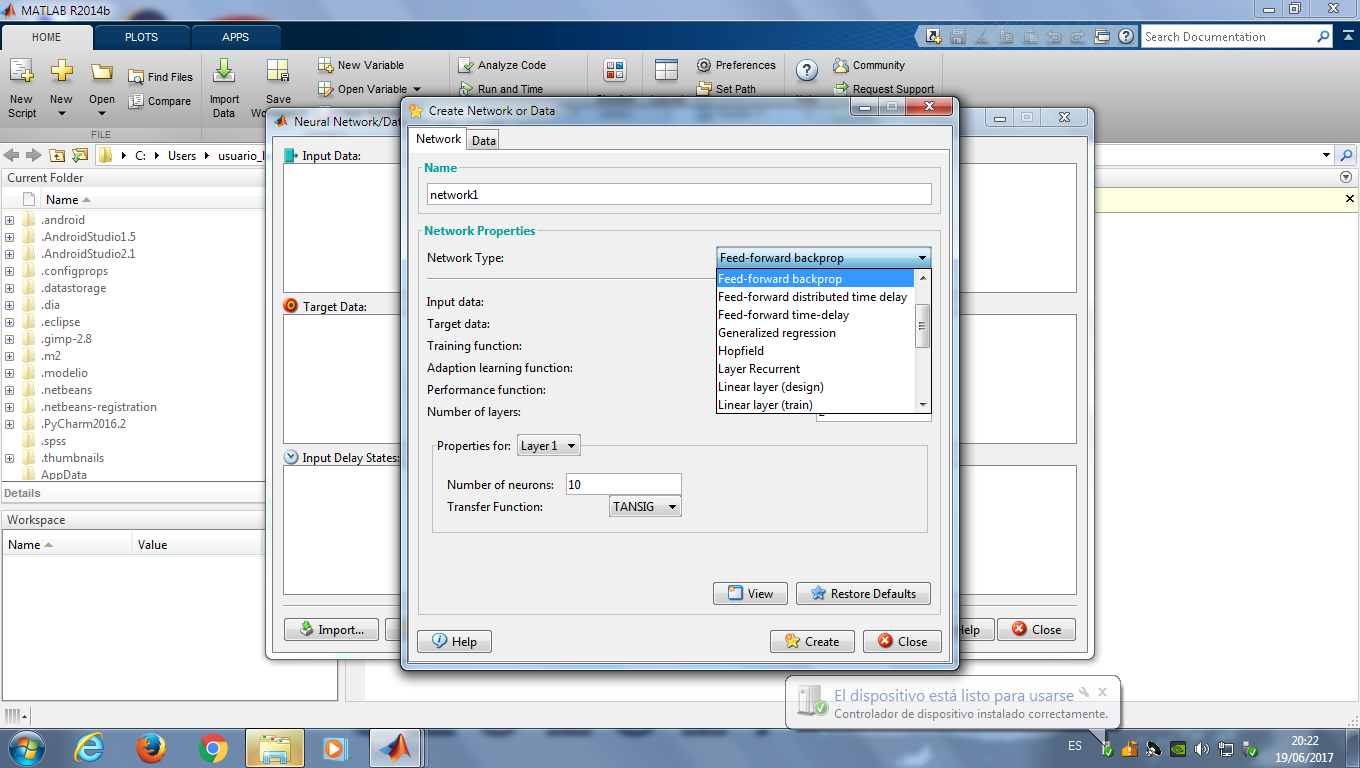 MATLAB R2014b
HOME PLOTS APPS
Search Documentation
New Script
New
Open
Find Files
Compare
Import Data
Save
New Variable
Open Variable
Analyze Code
Run and Time
Preferences
Set Path
Community
Request Support
FILE
C: Users
Current Folder
Name
.android
.AndroidStudio1.5
.AndroidStudio2.1
.configprops
.datastorage
.dia
.eclipse
.gimp-2.8
.m2
.modelio
.netbeans
.netbeans-registration
.PyCharm2016.2
.spss
.thumbnails
AppData
Details
Workspace
Name Value
Neural Network/Dat
Input Data:
Target Data:
Input Delay States:
Import...
Help
Close
Create Network or Data
Network Data
Name
network1
Network Properties
Network Type: Feed-forward backprop
Feed-forward backprop
Feed-forward distributed time delay
Feed-forward time-delay
Generalized regression
Hopfield
Layer Recurrent
Linear layer (design)
Linear layer (train)
Input data:
Target data:
Training function:
Adaption learning function:
Performance function:
Number of layers:
Properties for: Layer 1
Number of neurons: 10
Transfer Function: TANSIG
View Restore Defaults
Help Create Close
El dispositivo está listo para usarse
Controlador de dispositivo instalado correctamente.
ES
20:22
19/06/2017